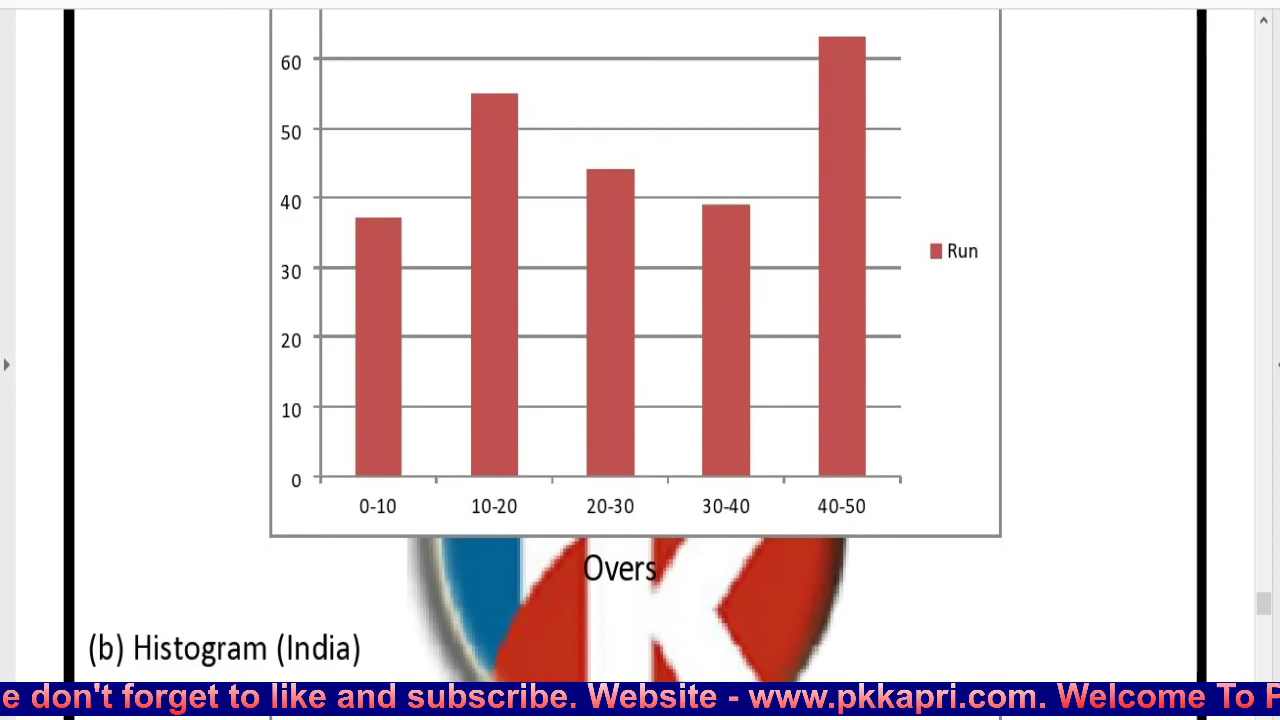 60
50
40
30
20
10
0
Run
0-10 10-20 20-30 30-40 40-50
Overs
(b) Histogram (India)
e don't forget to like and subscribe. Website - www.pkkapri.com. Welcome To